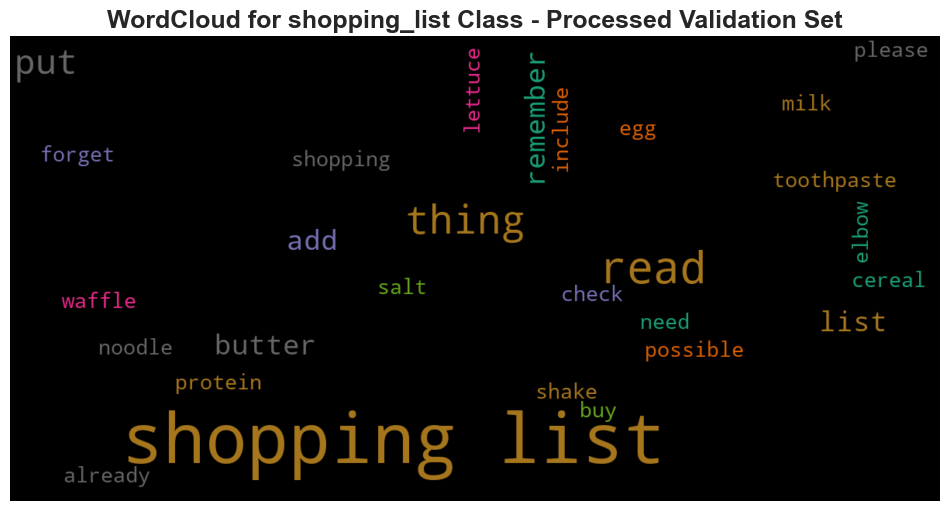 WordCloud for shopping_list Class - Processed Validation Set
put
lettuce
remember
include
please
milk
egg
forget
shopping
toothpaste
thing
add
elbow
read
salt
check
cereal
waffle
need
list
noodle
butter
possible
protein
shake
buy
shopping list
already